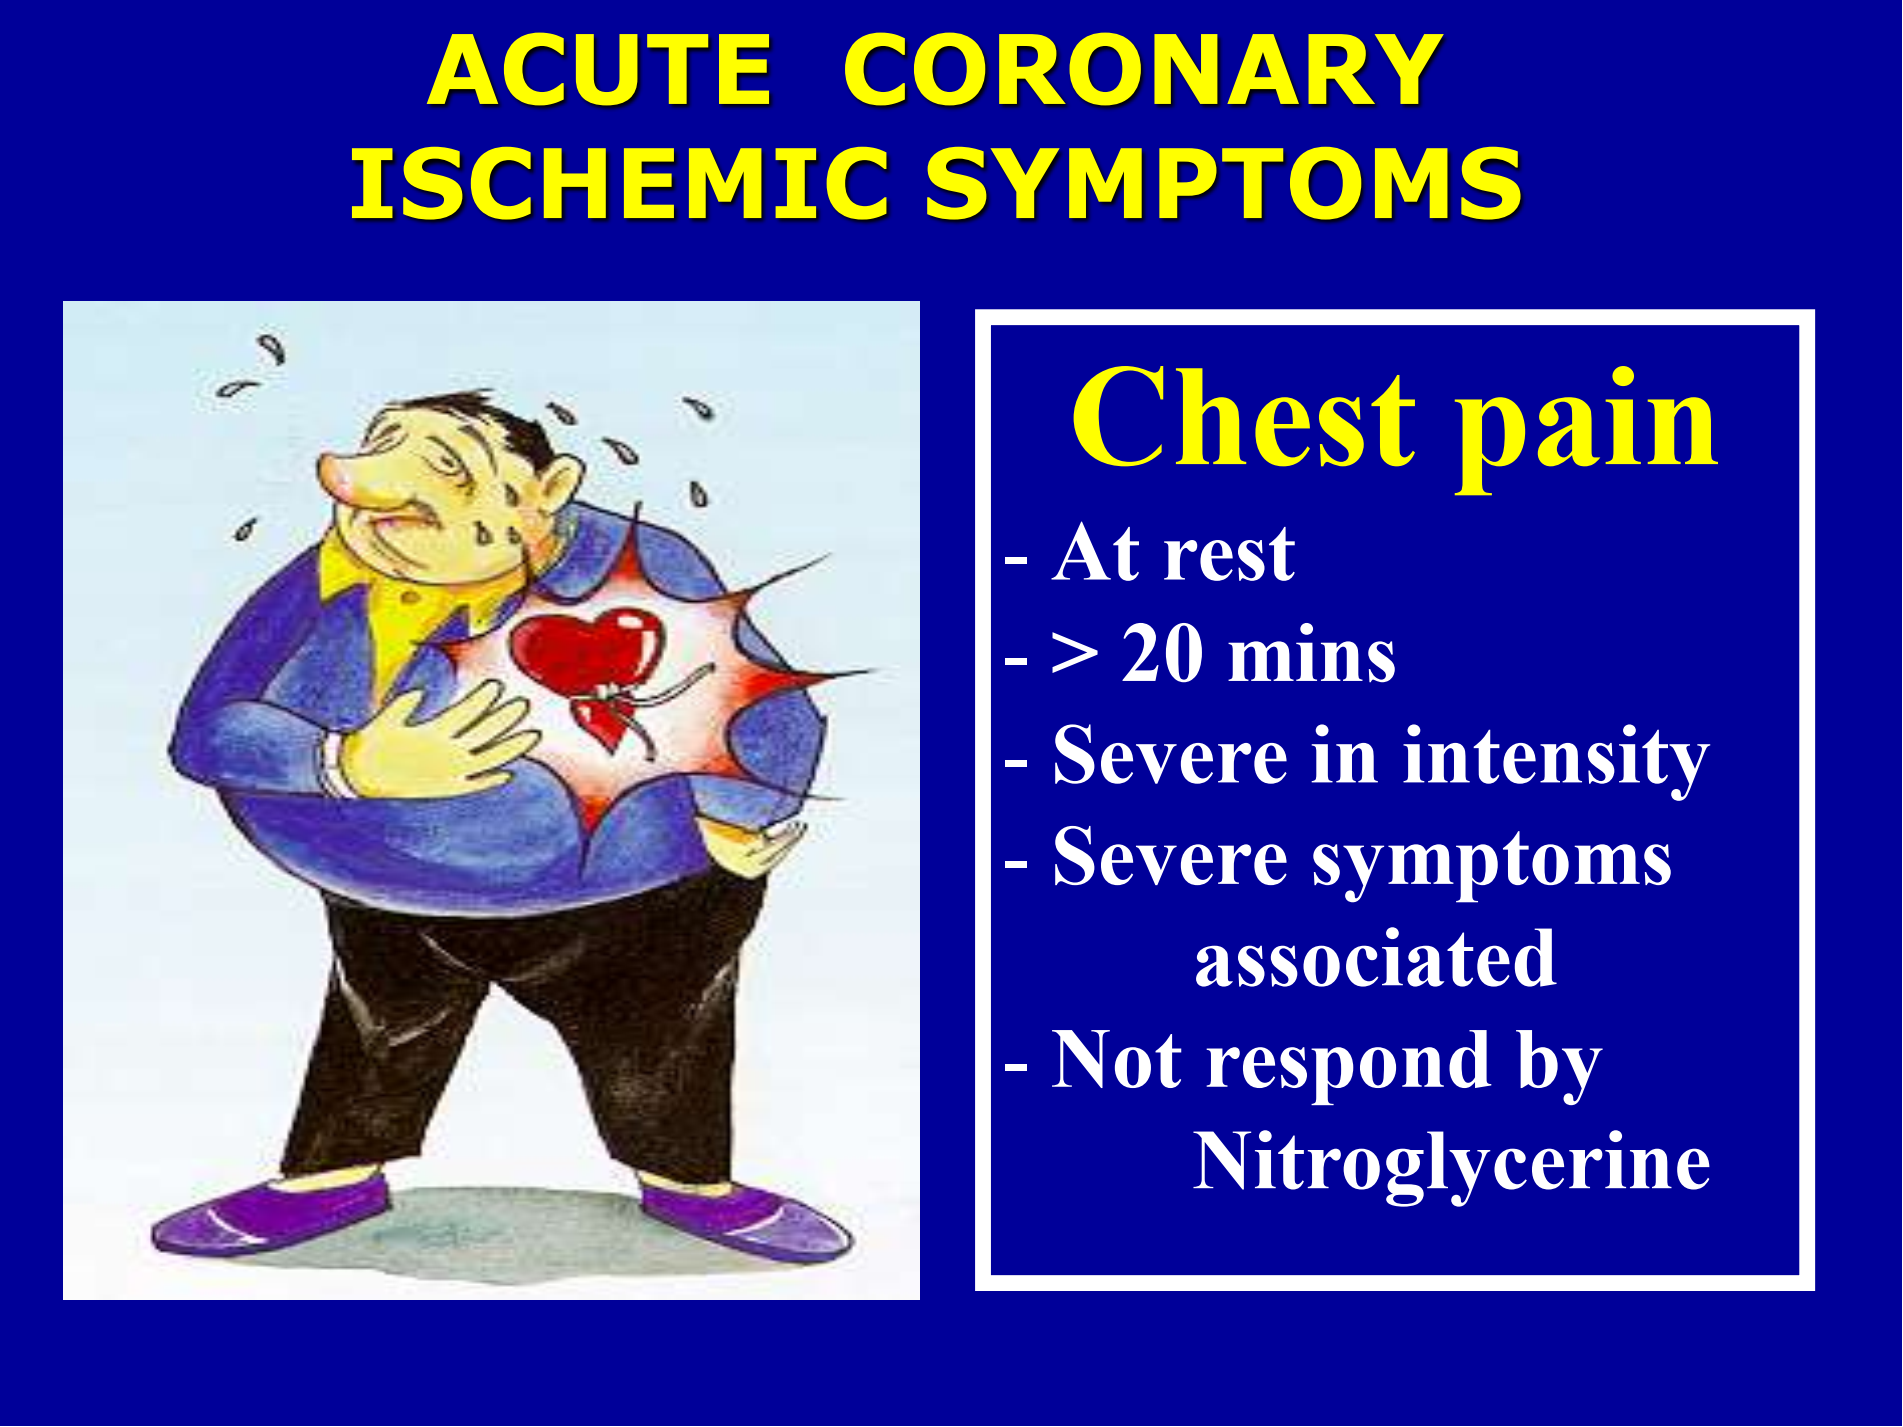 ACUTE CORONARY
ISCHEMIC SYMPTOMS
Chest pain
- At rest
- > 20 mins
- Severe in intensity
- Severe symptoms
associated
- Not respond by
Nitroglycerine